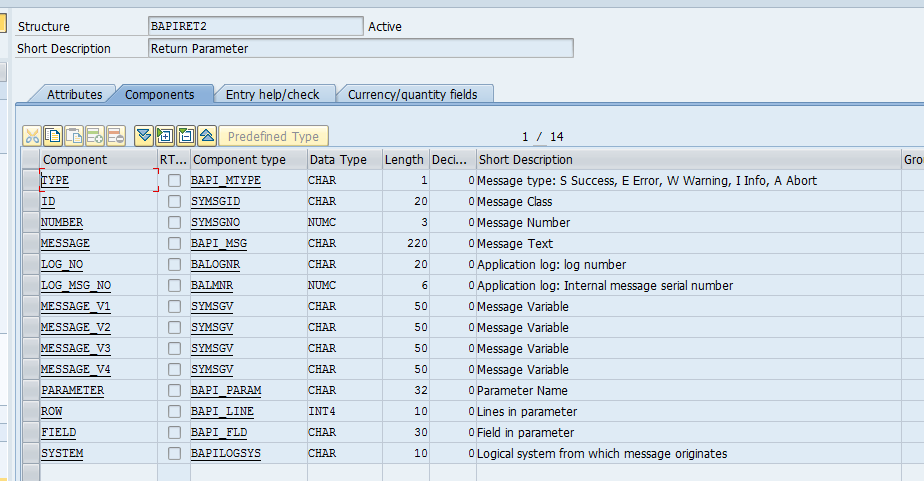 Structure BAPIRET2 Active
Short Description Return Parameter
Attributes Components Entry help/check Currency/quantity fields
Predefined Type 1 / 14
Component RT... Component type Data Type Length Deci... Short Description Gro
TYPE BAPI_MTYPE CHAR 1 0 Message type: S Success, E Error, W Warning, I Info, A Abort
ID SYMSGID CHAR 20 0 Message Class
NUMBER SYMSGNO NUMC 3 0 Message Number
MESSAGE BAPI_MSG CHAR 220 0 Message Text
LOG_NO BALOGNR CHAR 20 0 Application log: log number
LOG_MSG_NO BALMNR NUMC 6 0 Application log: Internal message serial number
MESSAGE_V1 SYMSGV CHAR 50 0 Message Variable
MESSAGE_V2 SYMSGV CHAR 50 0 Message Variable
MESSAGE_V3 SYMSGV CHAR 50 0 Message Variable
MESSAGE_V4 SYMSGV CHAR 50 0 Message Variable
PARAMETER BAPI_PARAM CHAR 32 0 Parameter Name
ROW BAPI_LINE INT4 10 0 Lines in parameter
FIELD BAPI_FLD CHAR 30 0 Field in parameter
SYSTEM BAPILOGSYS CHAR 10 0 Logical system from which message originates